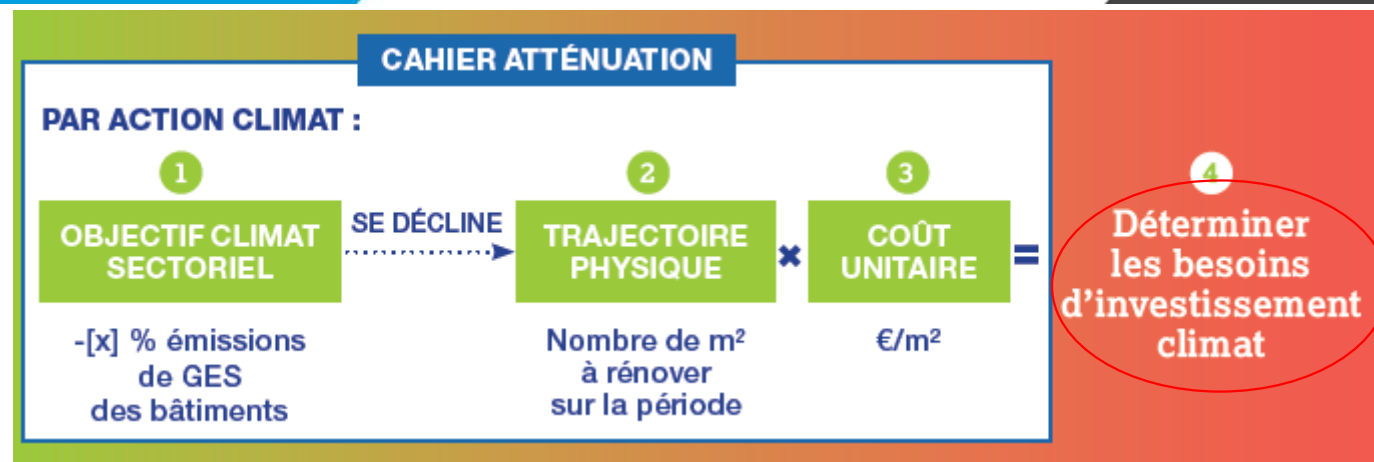 CAHIER ATTÉNUATION
PAR ACTION CLIMAT :
1
OBJECTIF CLIMAT
SECTORIEL
-[x] % émissions
de GES
des bâtiments
SE DÉCLINE
2
TRAJECTOIRE
PHYSIQUE
Nombre de m²
à rénover
sur la période
×
3
COÛT
UNITAIRE
€/m²
=
4
Déterminer
les besoins
d'investissement
climat